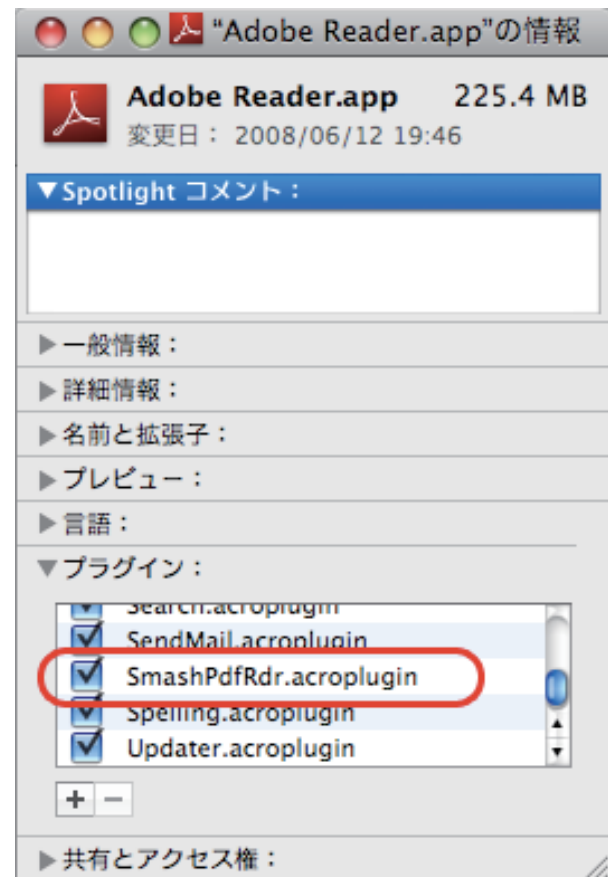 “Adobe Reader.app”の情報
Adobe Reader.app 225.4 MB
変更日： 2008/06/12 19:46
▼Spotlight コメント：
▶一般情報：
▶詳細情報：
▶名前と拡張子：
▶プレビュー：
▶言語：
▼プラグイン：
Search.acroplugin
SendMail.acroplugin
SmashPdfRdr.acroplugin
Spelling.acroplugin
Updater.acroplugin
+ −
▶共有とアクセス権：